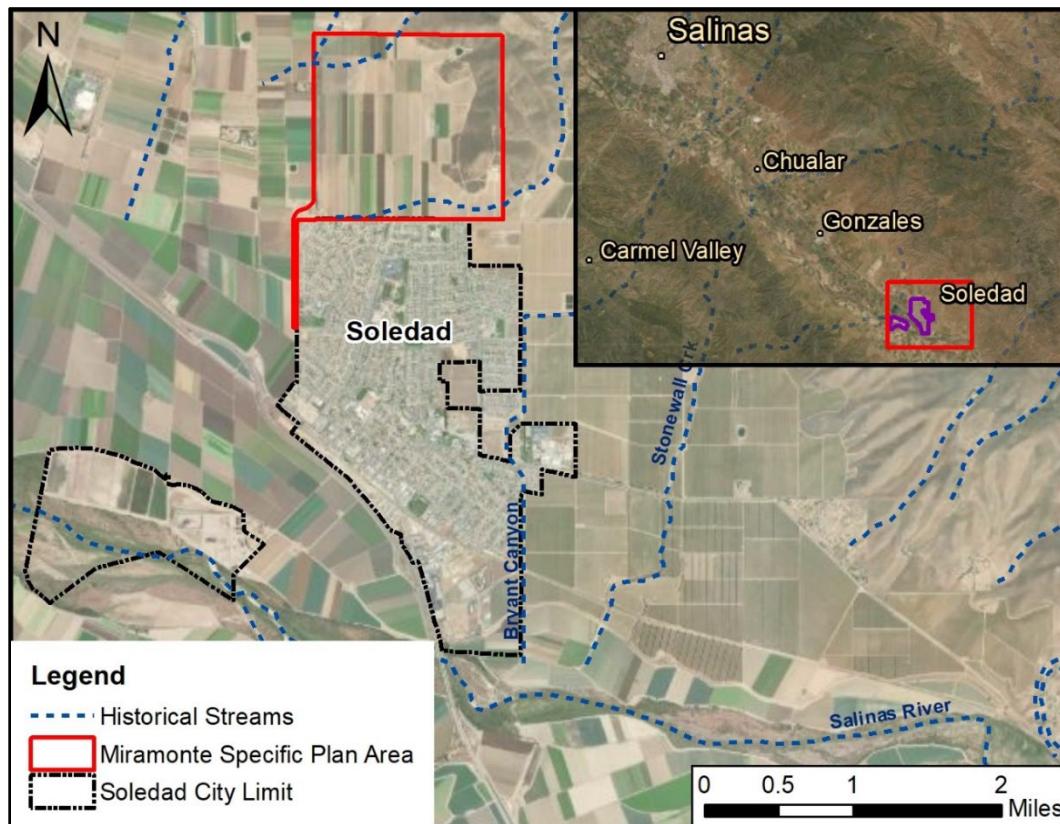 N
Salinas
Chualar
Gonzales
Carmel Valley
Soledad
Soledad
Stonewall Crk
Bryant Canyon
Salinas River
Legend
Historical Streams
Miramonte Specific Plan Area
Soledad City Limit
0 0.5 1 2
Miles